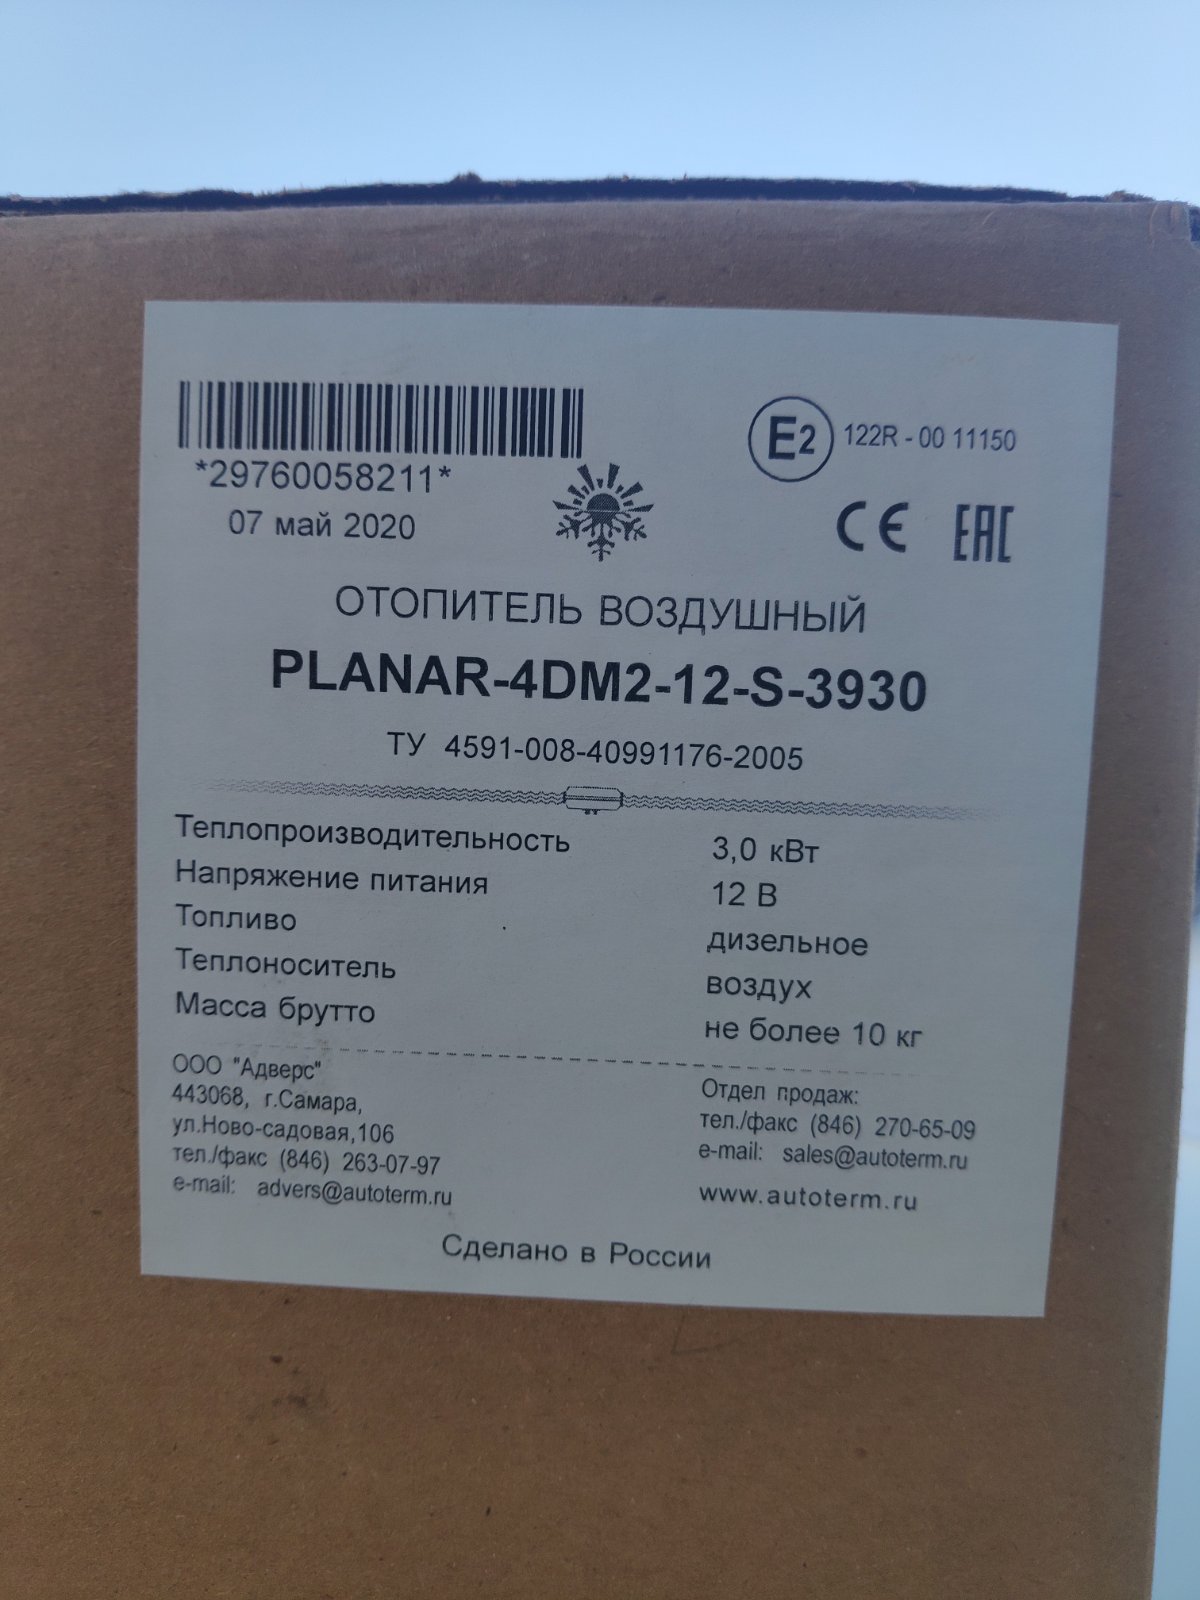 *29760058211*
07 май 2020
E2 122R - 00 11150
CE EAC
ОТОПИТЕЛЬ ВОЗДУШНЫЙ
PLANAR-4DM2-12-S-3930
ТУ 4591-008-40991176-2005
Теплопроизводительность 3,0 кВт
Напряжение питания 12 В
Топливо дизельное
Теплоноситель воздух
Масса брутто не более 10 кг
ООО "Адверс"
443068, г.Самара,
ул.Ново-садовая,106
тел./факс (846) 263-07-97
e-mail: advers@autoterm.ru
Отдел продаж:
тел./факс (846) 270-65-09
e-mail: sales@autoterm.ru
www.autoterm.ru
Сделано в России